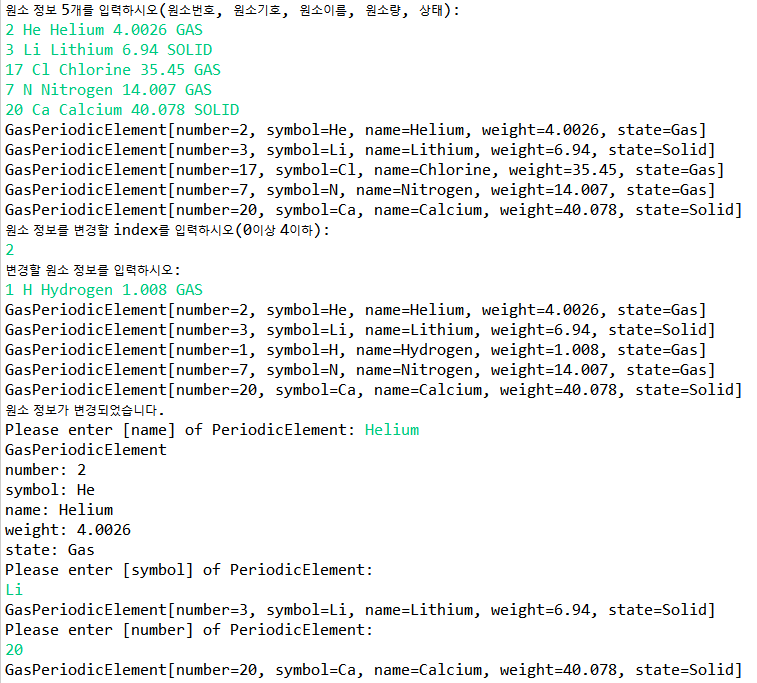 원소 정보 5개를 입력하시오(원소번호, 원소기호, 원소이름, 원소량, 상태):
2 He Helium 4.0026 GAS
3 Li Lithium 6.94 SOLID
17 Cl Chlorine 35.45 GAS
7 N Nitrogen 14.007 GAS
20 Ca Calcium 40.078 SOLID
GasPeriodicElement[number=2, symbol=He, name=Helium, weight=4.0026, state=Gas]
GasPeriodicElement[number=3, symbol=Li, name=Lithium, weight=6.94, state=Solid]
GasPeriodicElement[number=17, symbol=Cl, name=Chlorine, weight=35.45, state=Gas]
GasPeriodicElement[number=7, symbol=N, name=Nitrogen, weight=14.007, state=Gas]
GasPeriodicElement[number=20, symbol=Ca, name=Calcium, weight=40.078, state=Solid]
원소 정보를 변경할 index를 입력하시오(0이상 4이하):
2
변경할 원소 정보를 입력하시오:
1 H Hydrogen 1.008 GAS
GasPeriodicElement[number=2, symbol=He, name=Helium, weight=4.0026, state=Gas]
GasPeriodicElement[number=3, symbol=Li, name=Lithium, weight=6.94, state=Solid]
GasPeriodicElement[number=1, symbol=H, name=Hydrogen, weight=1.008, state=Gas]
GasPeriodicElement[number=7, symbol=N, name=Nitrogen, weight=14.007, state=Gas]
GasPeriodicElement[number=20, symbol=Ca, name=Calcium, weight=40.078, state=Solid]
원소 정보가 변경되었습니다.
Please enter [name] of PeriodicElement: Helium
GasPeriodicElement
number: 2
symbol: He
name: Helium
weight: 4.0026
state: Gas
Please enter [symbol] of PeriodicElement:
Li
GasPeriodicElement[number=3, symbol=Li, name=Lithium, weight=6.94, state=Solid]
Please enter [number] of PeriodicElement:
20
GasPeriodicElement[number=20, symbol=Ca, name=Calcium, weight=40.078, state=Solid]